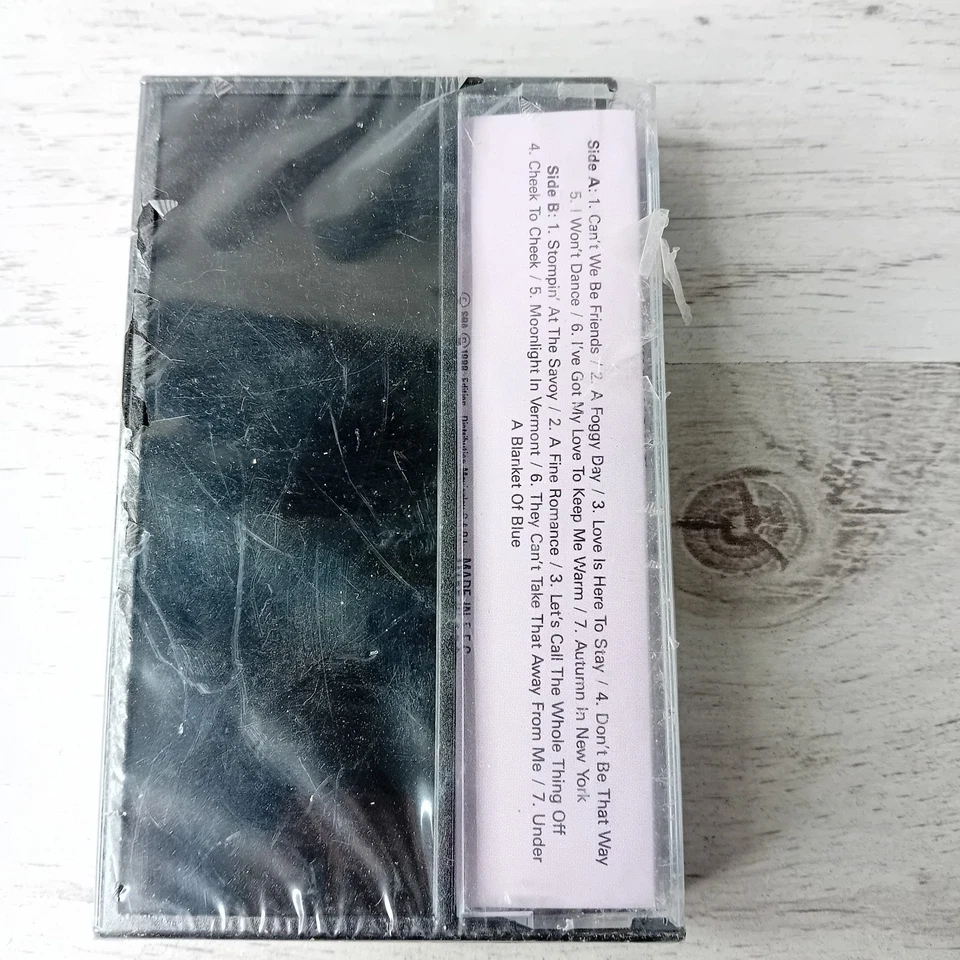 Side A: 1. Can't We Be Friends / 2. A Foggy Day / 3. Love Is Here To Stay / 4. Don't Be That Way
5. I Won't Dance / 6. I've Got My Love To Keep Me Warm / 7. Autumn in New York
Side B: 1. Stompin' At The Savoy / 2. A Fine Romance / 3. Let's Call The Whole Thing Off
4. Cheek To Cheek / 5. Moonlight In Vermont / 6. They Can't Take That Away From Me / 7. Under
A Blanket Of Blue
MADE IN E.E.C.